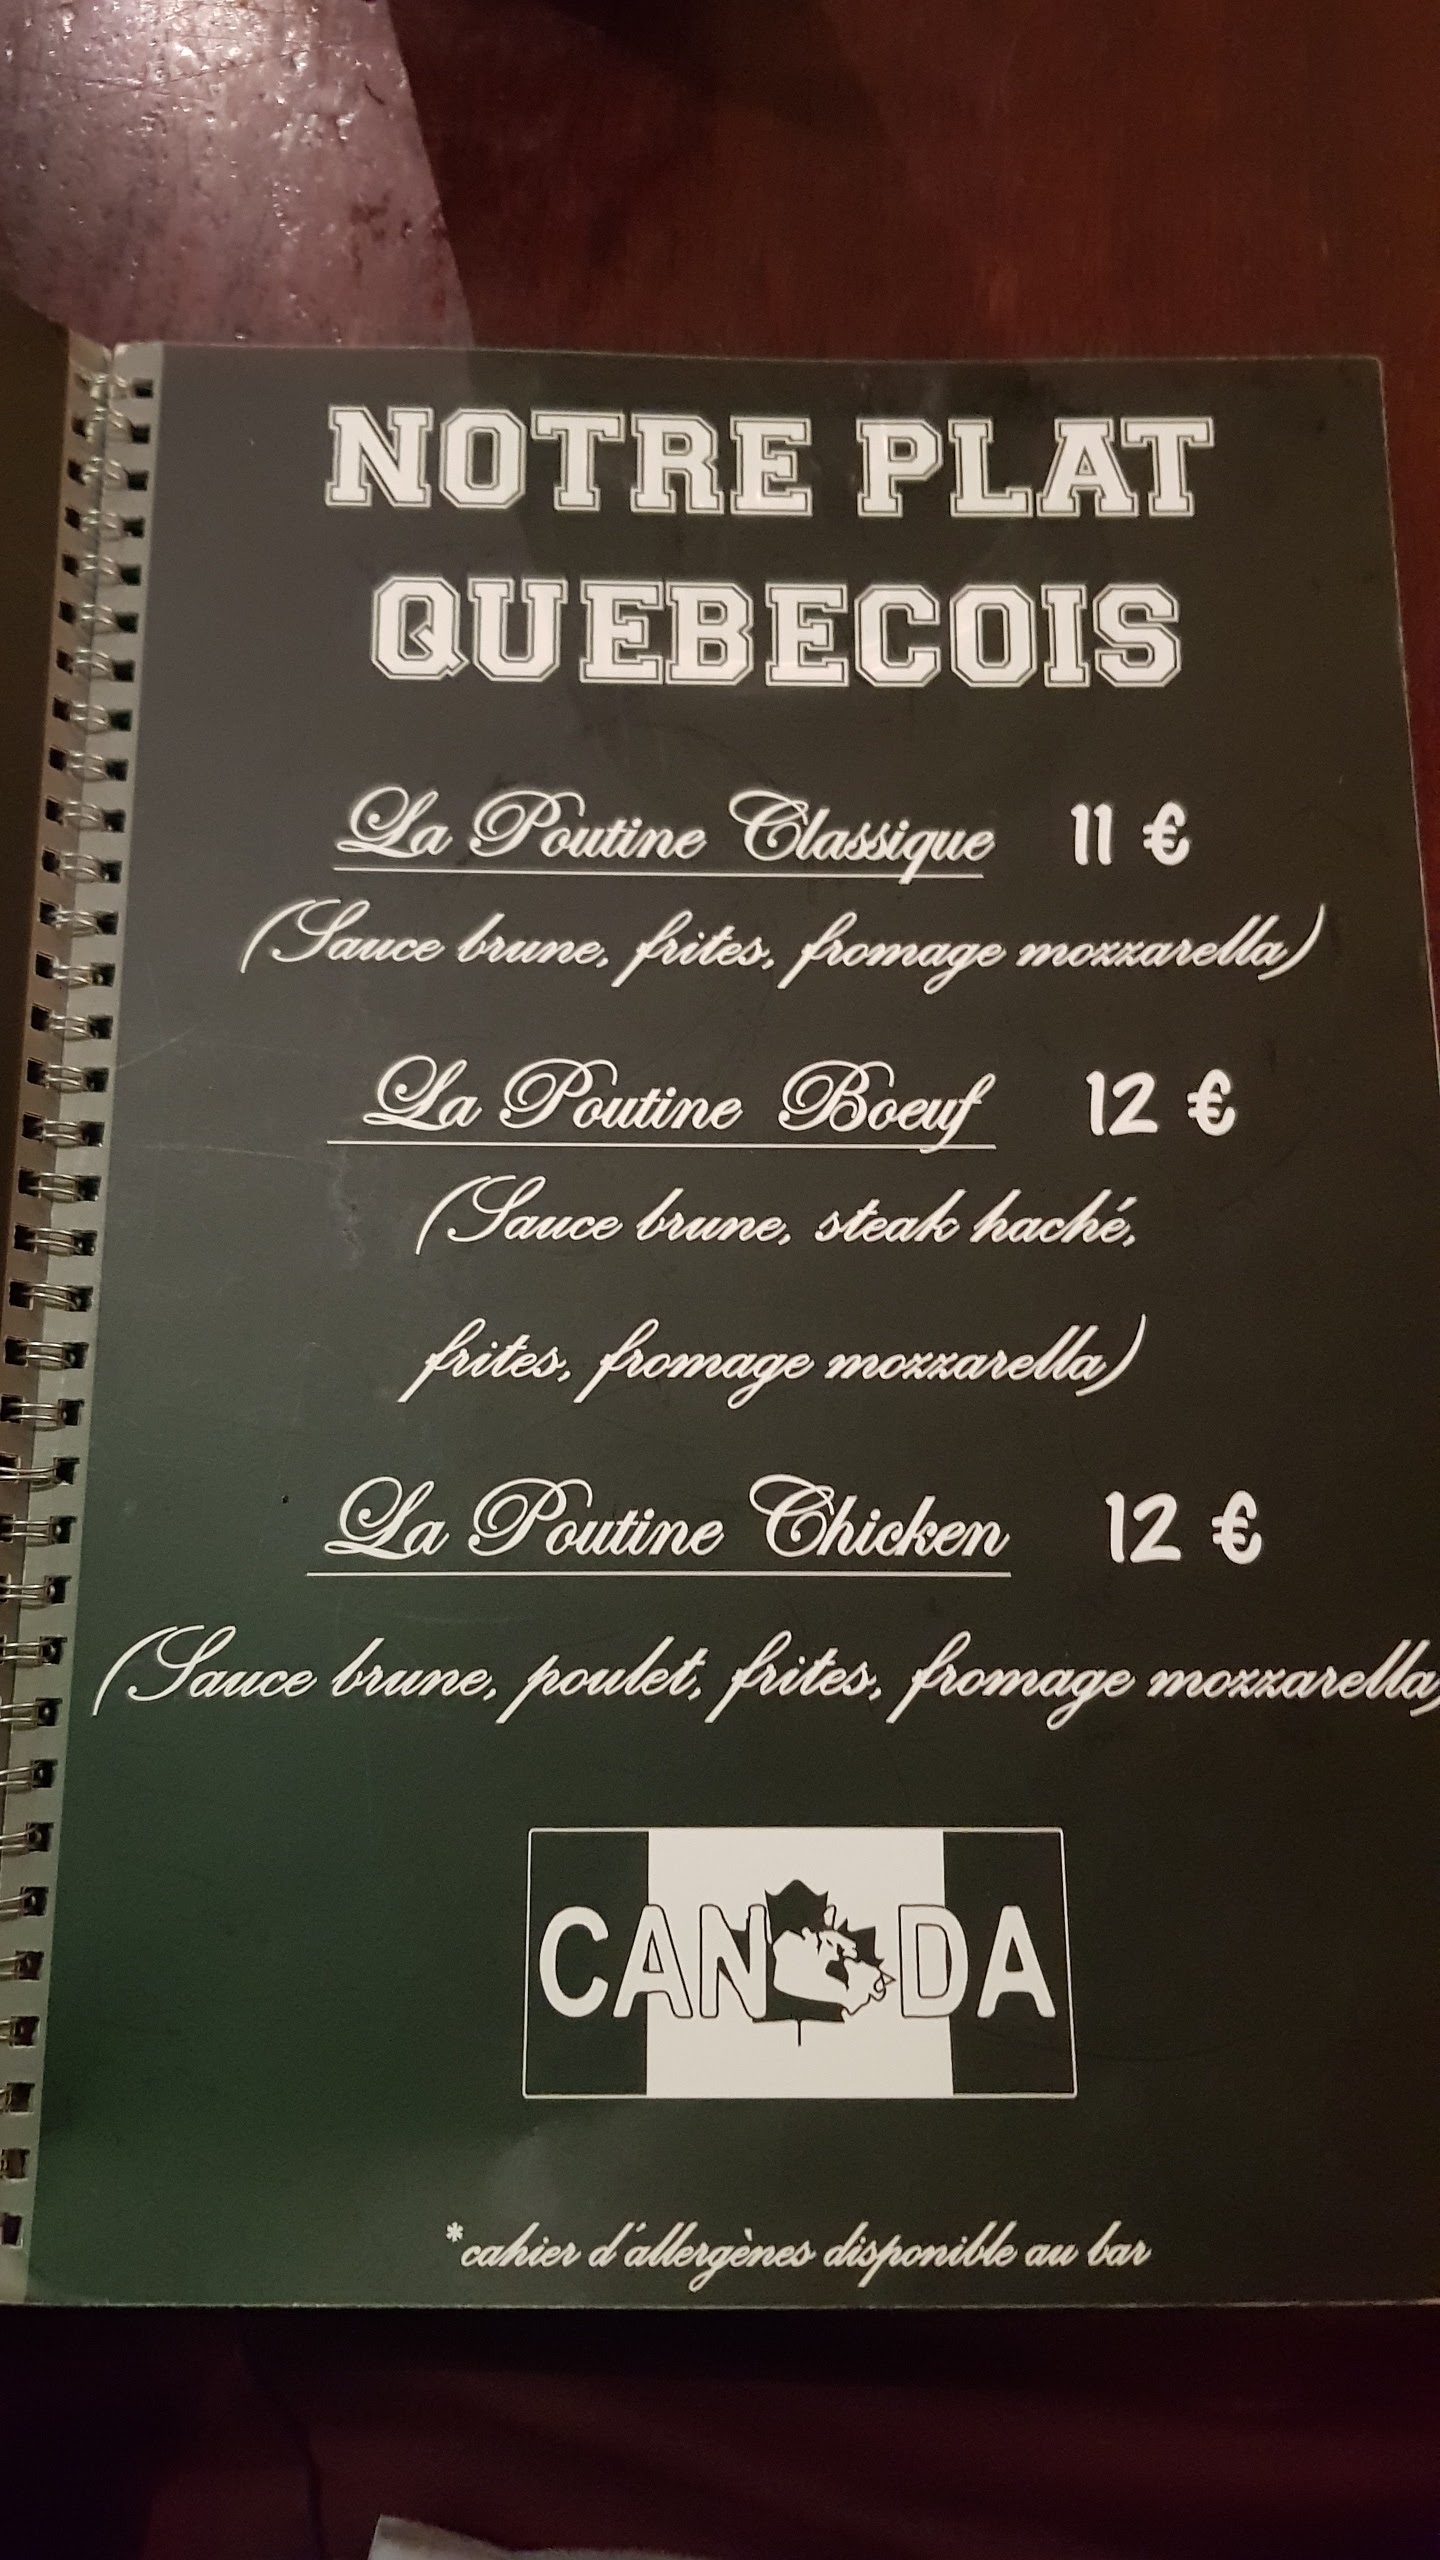 NOTRE PLAT
QUEBECOIS
La Poutine Classique 11 €
(Sauce brune, frites, fromage mozzarella)
La Poutine Boeuf 12 €
(Sauce brune, steak haché,
frites, fromage mozzarella)
La Poutine Chicken 12 €
(Sauce brune, poulet, frites, fromage mozzarella)
CANADA
*cahier d'allergènes disponible au bar